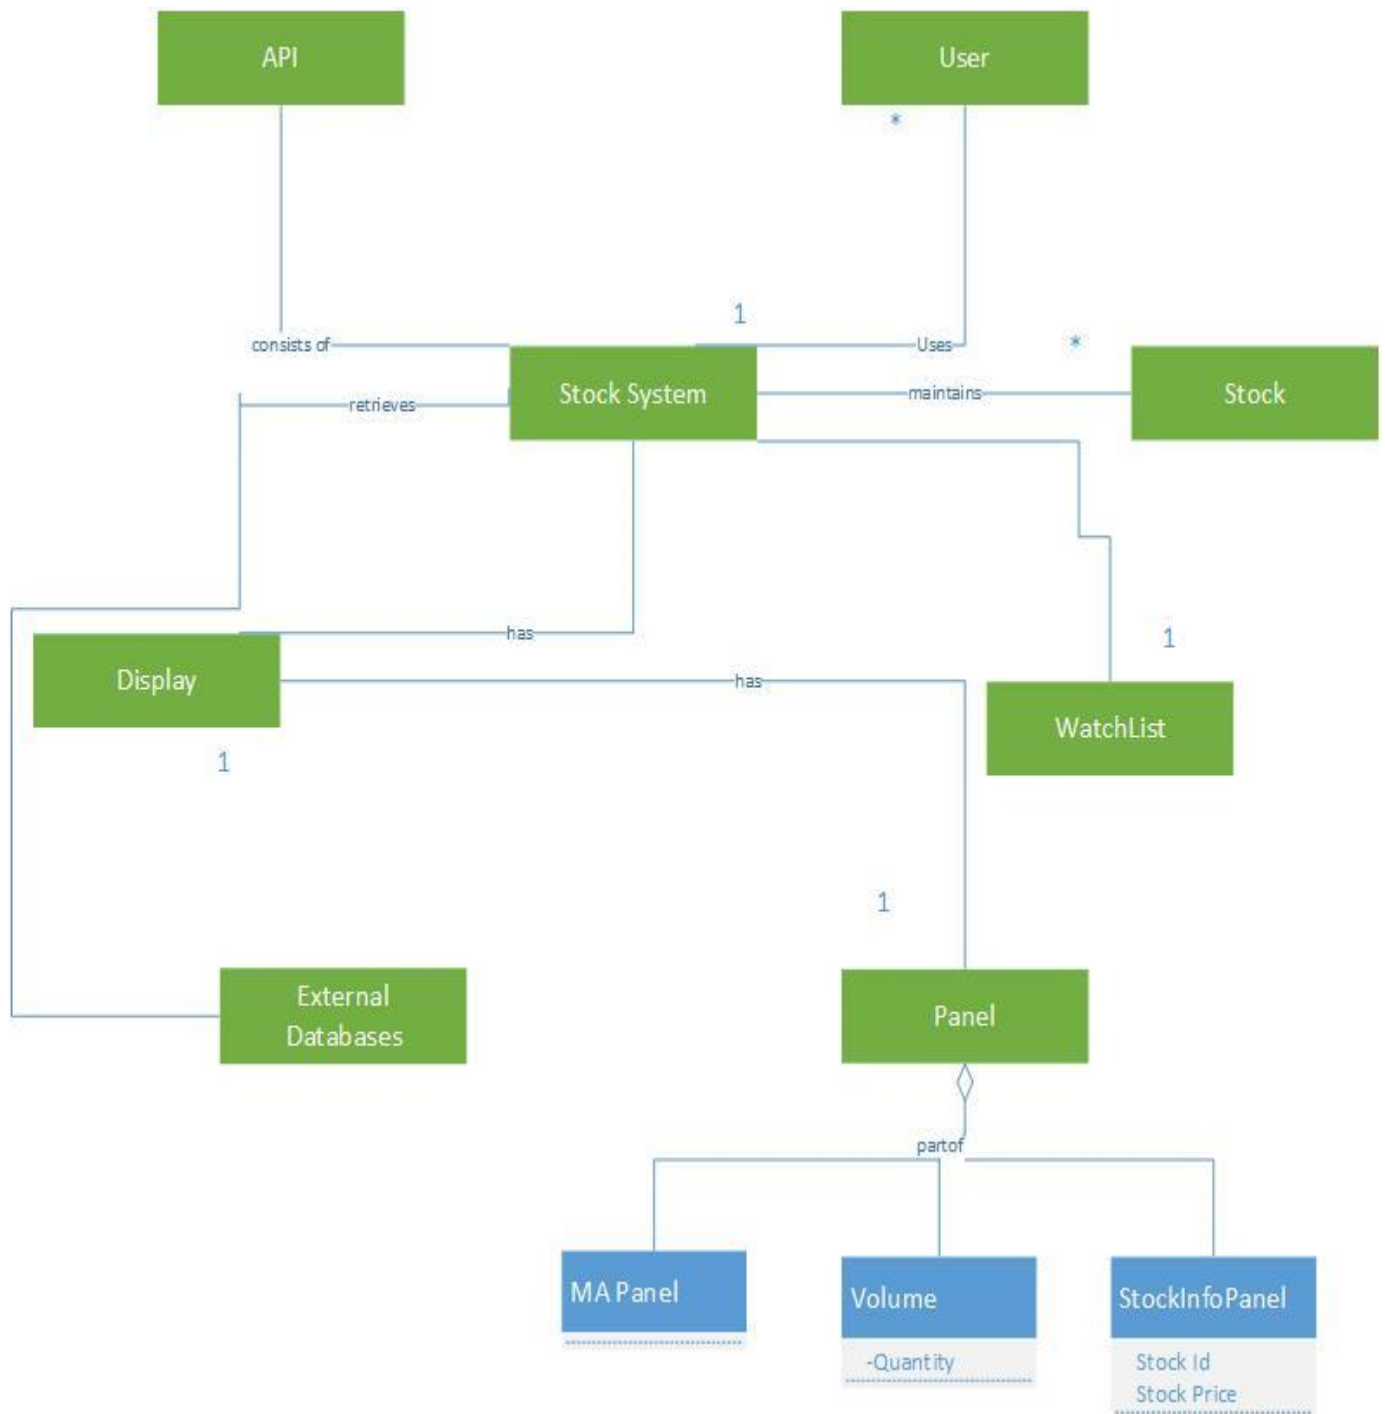 API
User
*
1
consists of
Uses
*
Stock System
maintains
Stock
retrieves
has
1
Display
has
WatchList
1
1
External
Databases
Panel
partof
MA Panel
Volume
StockInfoPanel
-Quantity
Stock Id
Stock Price